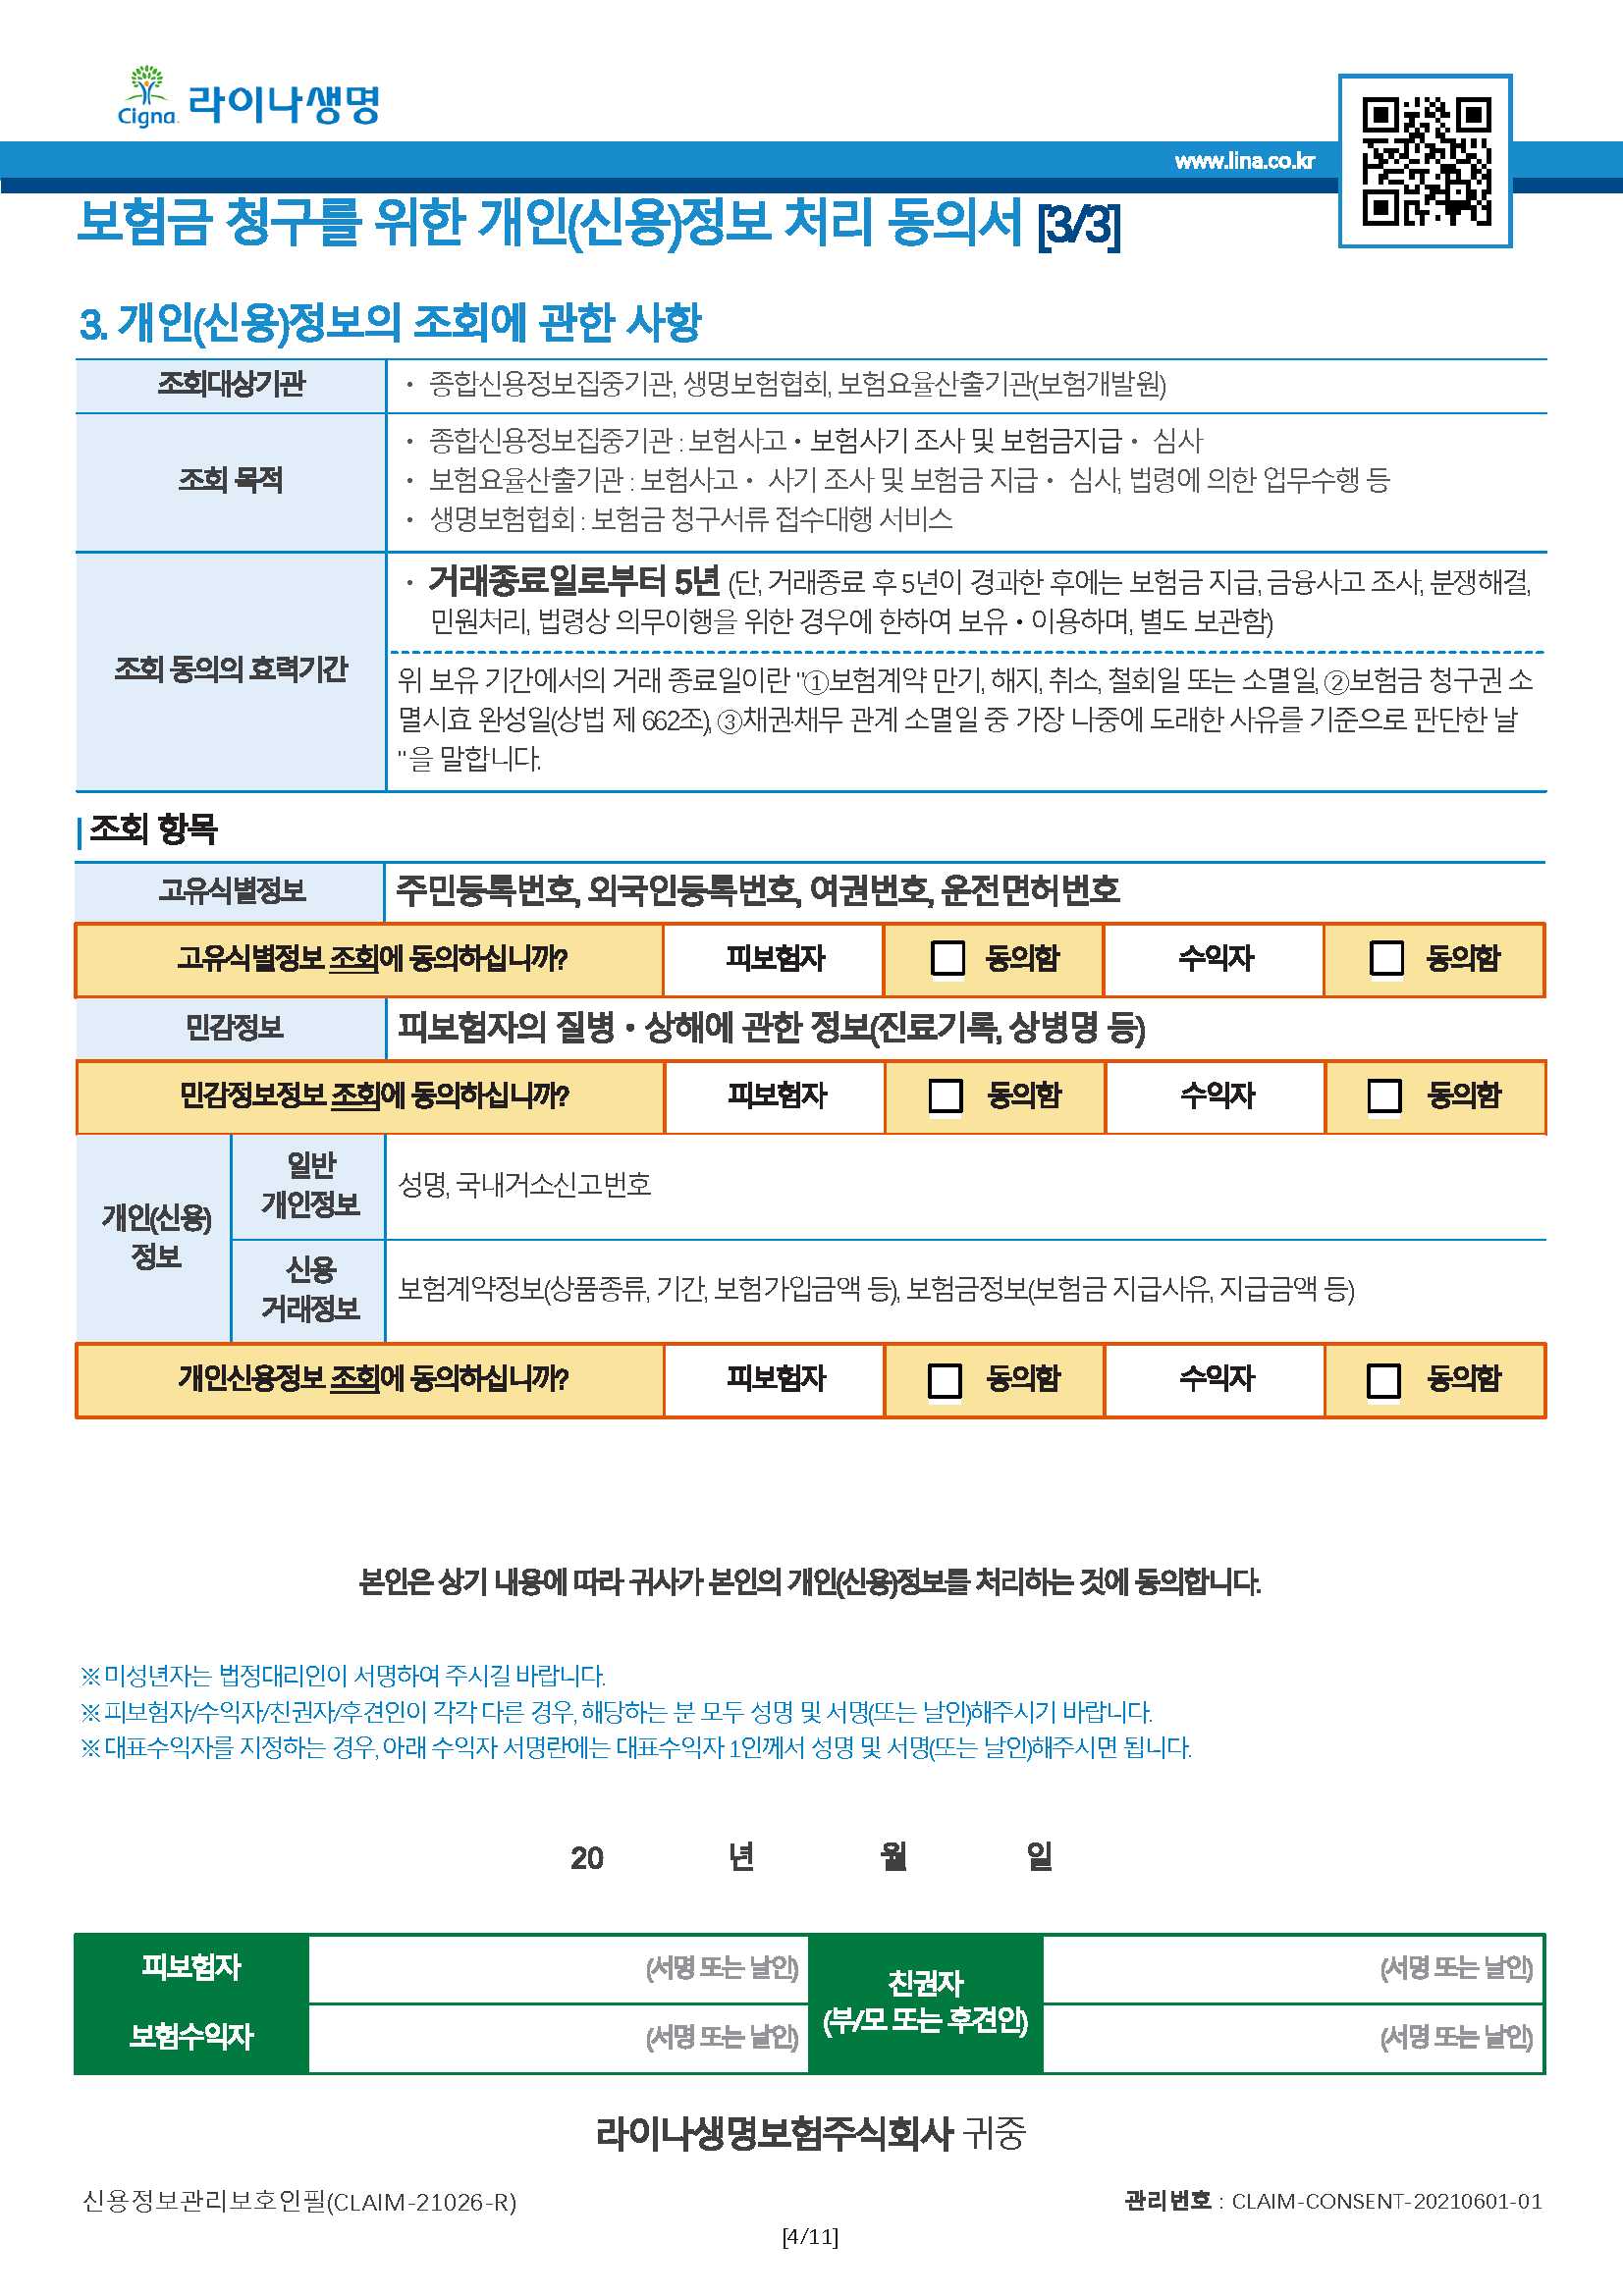 Cigna. 라이나생명
www.lina.co.kr
보험금 청구를 위한 개인(신용)정보 처리 동의서 [3/3]
3. 개인(신용)정보의 조회에 관한 사항
조회대상기관
• 종합신용정보집중기관, 생명보험협회, 보험요율산출기관(보험개발원)
조회 목적
• 종합신용정보집중기관 : 보험사고 • 보험사기 조사 및 보험금지급 • 심사
• 보험요율산출기관 : 보험사고 • 사기 조사 및 보험금 지급 • 심사, 법령에 의한 업무수행 등
• 생명보험협회 : 보험금 청구서류 접수대행 서비스
조회 동의의 효력기간
• 거래종료일로부터 5년 (단, 거래종료 후 5년이 경과한 후에는 보험금 지급, 금융사고 조사, 분쟁해결,
민원처리, 법령상 의무이행을 위한 경우에 한하여 보유 • 이용하며, 별도 보관함)
위 보유 기간에서의 거래 종료일이란 "①보험계약 만기, 해지, 취소, 철회일 또는 소멸일, ②보험금 청구권 소
멸시효 완성일(상법 제 662조), ③채권채무 관계 소멸일 중 가장 나중에 도래한 사유를 기준으로 판단한 날
"을 말합니다.
조회 항목
고유식별정보 주민등록번호, 외국인등록번호, 여권번호, 운전면허번호
고유식별정보 조회에 동의하십니까? 피보험자 동의함 수익자 동의함
민감정보 피보험자의 질병 • 상해에 관한 정보(진료기록, 상병명 등)
민감정보정보 조회에 동의하십니까? 피보험자 동의함 수익자 동의함
개인(신용)
정보
일반
개인정보
성명, 국내거소신고번호
신용
거래정보
보험계약정보(상품종류, 기간, 보험가입금액 등), 보험금정보(보험금 지급사유, 지급금액 등)
개인신용정보 조회에 동의하십니까? 피보험자 동의함 수익자 동의함
본인은 상기 내용에 따라 귀사가 본인의 개인(신용)정보를 처리하는 것에 동의합니다.
※ 미성년자는 법정대리인이 서명하여 주시길 바랍니다.
※ 피보험자/수익자/친권자/후견인이 각각 다른 경우, 해당하는 분 모두 성명 및 서명(또는 날인)해주시기 바랍니다.
※ 대표수익자를 지정하는 경우, 아래 수익자 서명란에는 대표수익자 1인께서 성명 및 서명(또는 날인)해주시면 됩니다.
20 년 월 일
피보험자 (서명 또는 날인)
보험수익자 (서명 또는 날인)
친권자
(부/모 또는 후견인)
(서명 또는 날인)
(서명 또는 날인)
라이나생명보험주식회사 귀중
신용정보관리보호인필(CLAIM-21026-R)
관리번호 : CLAIM-CONSENT-20210601-01
[4/11]